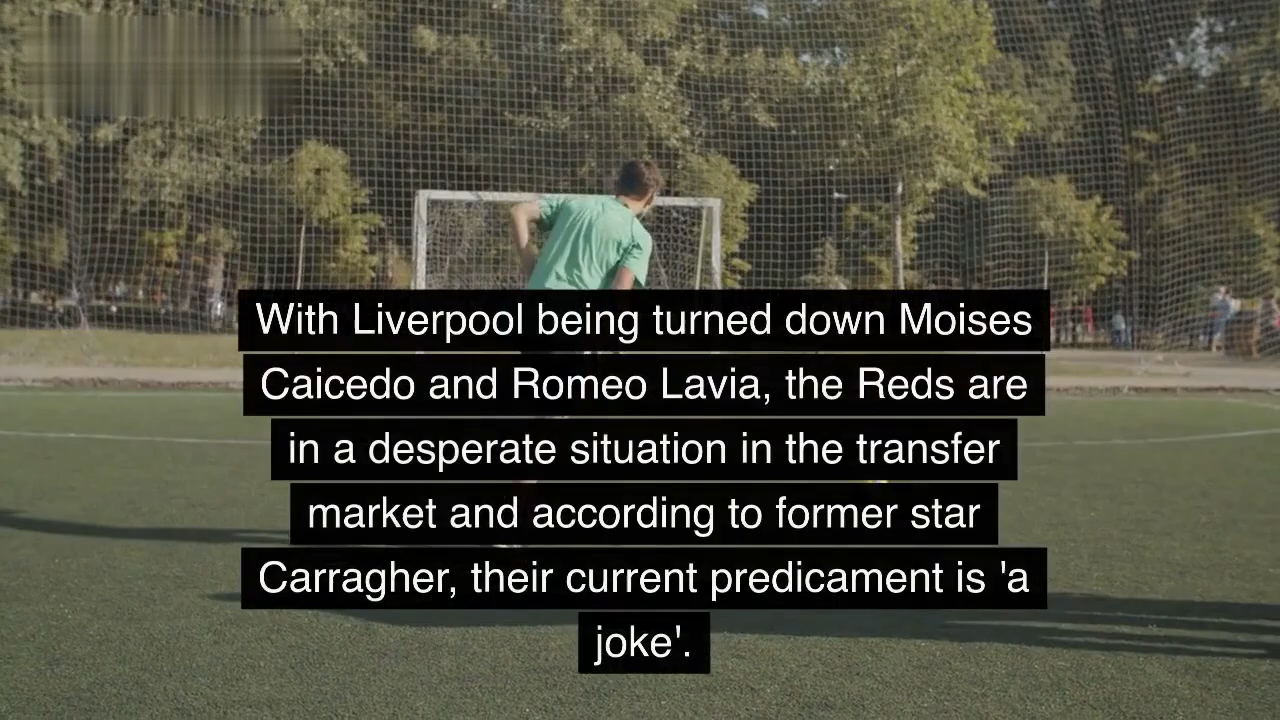 With Liverpool being turned down Moises
Caicedo and Romeo Lavia, the Reds are
in a desperate situation in the transfer
market and according to former star
Carragher, their current predicament is 'a
joke'.